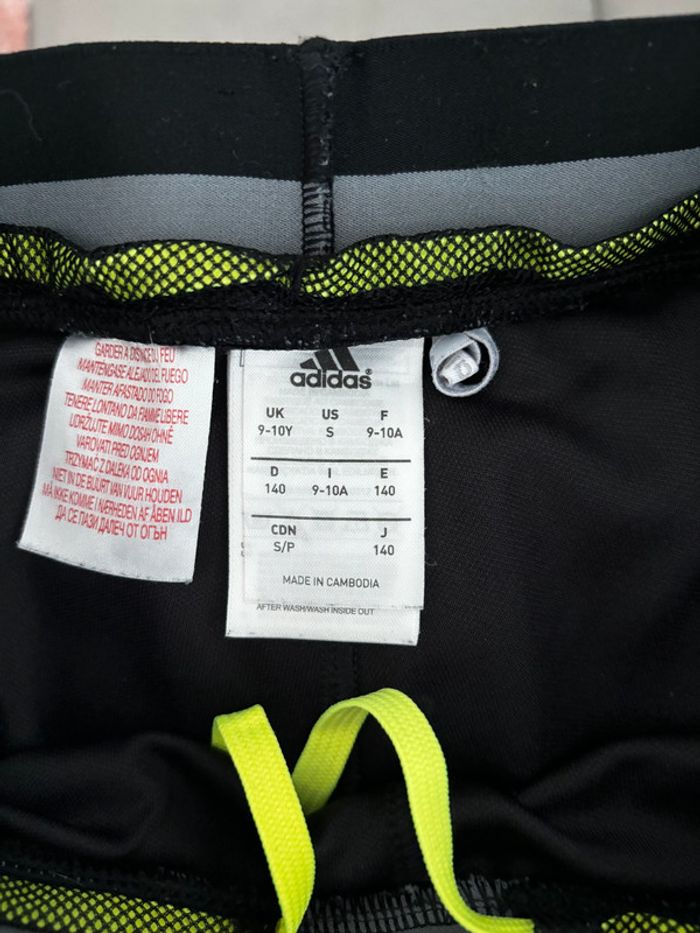 GARDER A DISTANCE DU FEU
MANTÉNGASE ALEJADO DEL FUEGO
MANTER AFASTADO DO FOGO
TENERE LONTANO DA FIAMME LIBERE
UDRŽUJTE MIMO DOSAH OHNĚ
VAROVATI PRED OGNJEM
TRZYMAĆ Z DALEKA OD OGNIA
NIET IN DE BUURT VAN VUUR HOUDEN
MÅ IKKE KOMME I NÆRHEDEN AF ÅBEN ILD
ДА СЕ ПАЗИ ДАЛЕЧ ОТ ОГЪН
adidas®
UK US F
9-10Y S 9-10A
D I E
140 9-10A 140
CDN J
S/P 140
MADE IN CAMBODIA
AFTER WASH/WASH INSIDE OUT